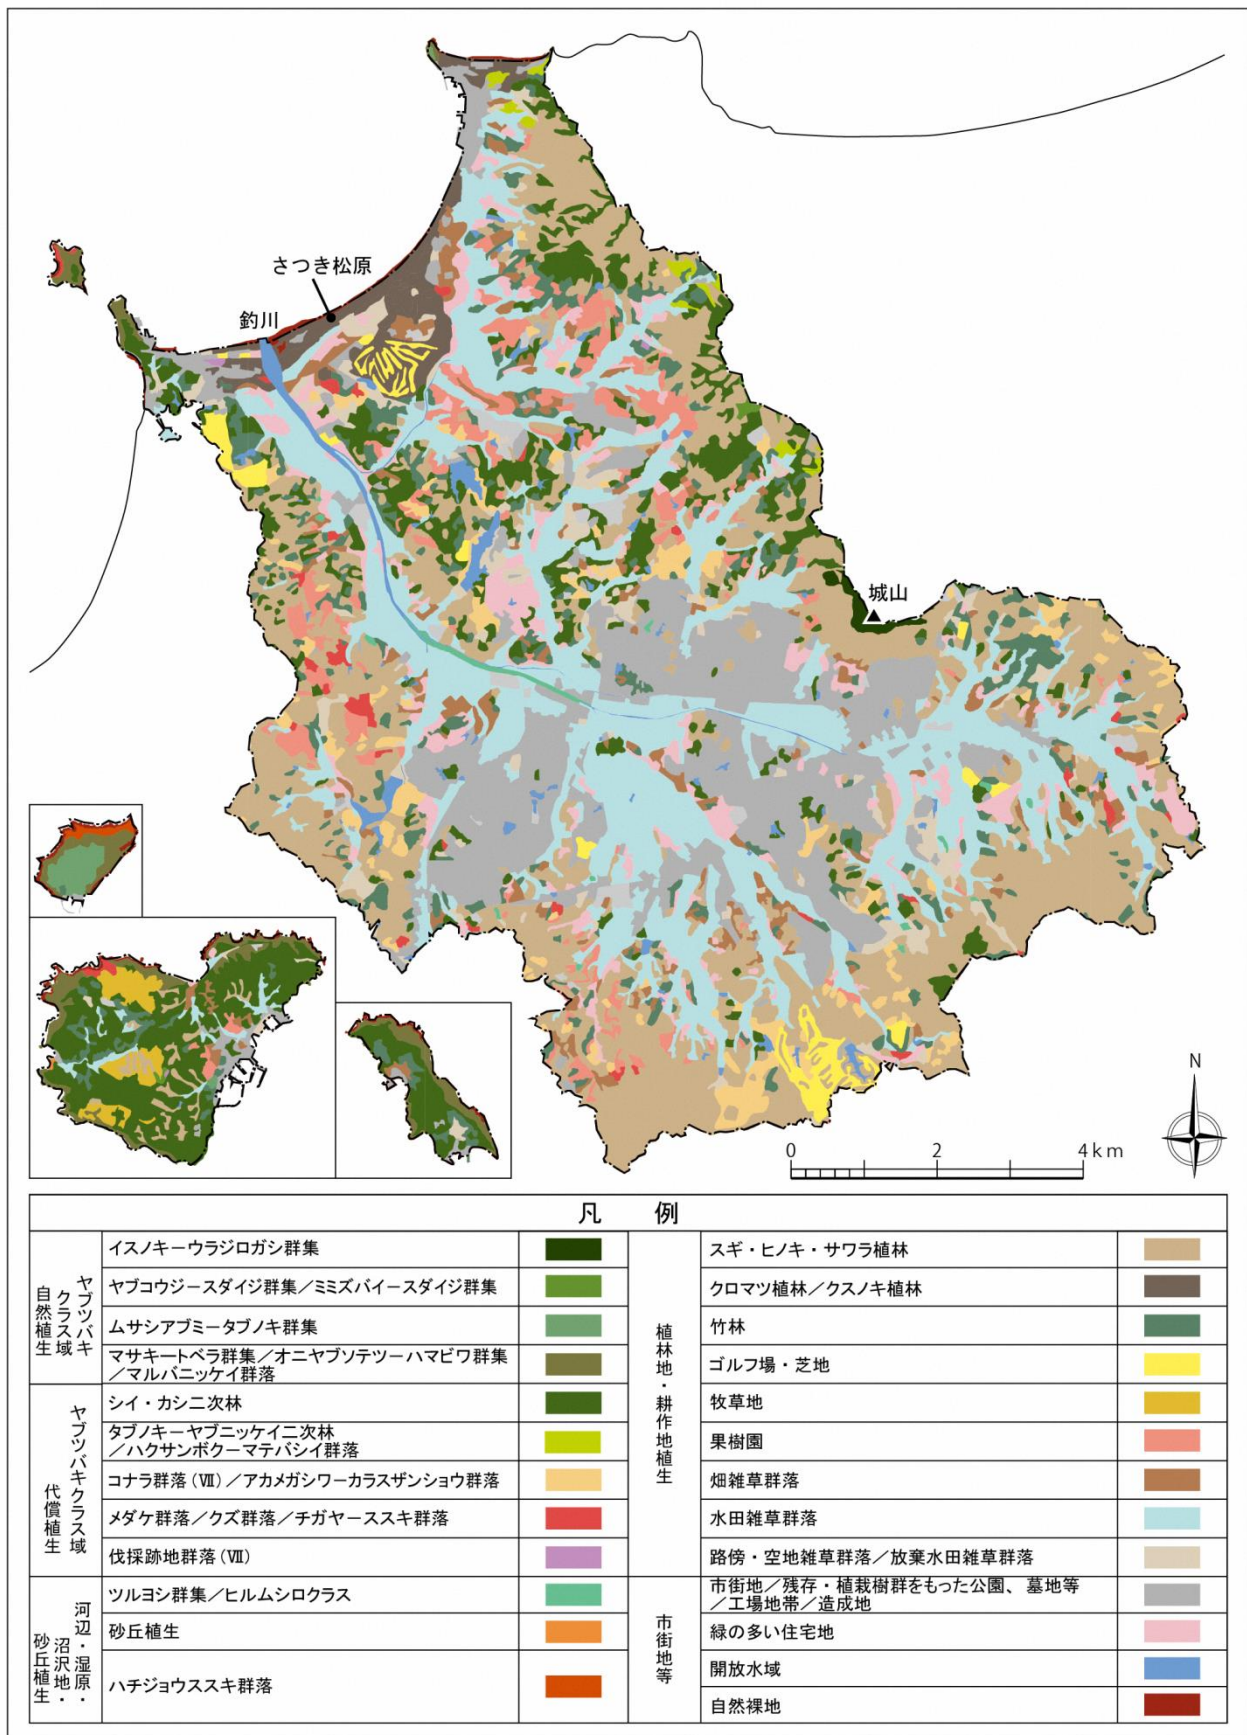 さつき松原
釣川
城山
N
0 2 4km
凡 例
ヤブツバキクラス域自然植生
イスノキーウラジロガシ群集
ヤブコウジースダイジ群集／ミミズバイースダイジ群集
ムサシアブミータブノキ群集
マサキートベラ群集／オニヤブソテツーハマビワ群集
／マルバニッケイ群落
ヤブツバキクラス域代償植生
シイ・カシ二次林
タブノキーヤブニッケイ二次林
／ハクサンボクーマテバシイ群落
コナラ群落（Ⅶ）／アカメガシワーカラスザンショウ群落
メダケ群落／クズ群落／チガヤーススキ群落
伐採跡地群落（Ⅶ）
河辺・湿原・沼沢地・砂丘植生
ツルヨシ群集／ヒルムシロクラス
砂丘植生
ハチジョウススキ群落
植林地・耕作地植生
スギ・ヒノキ・サワラ植林
クロマツ植林／クスノキ植林
竹林
ゴルフ場・芝地
牧草地
果樹園
畑雑草群落
水田雑草群落
路傍・空地雑草群落／放棄水田雑草群落
市街地等
市街地／残存・植栽樹群をもった公園、墓地等
／工場地帯／造成地
緑の多い住宅地
開放水域
自然裸地